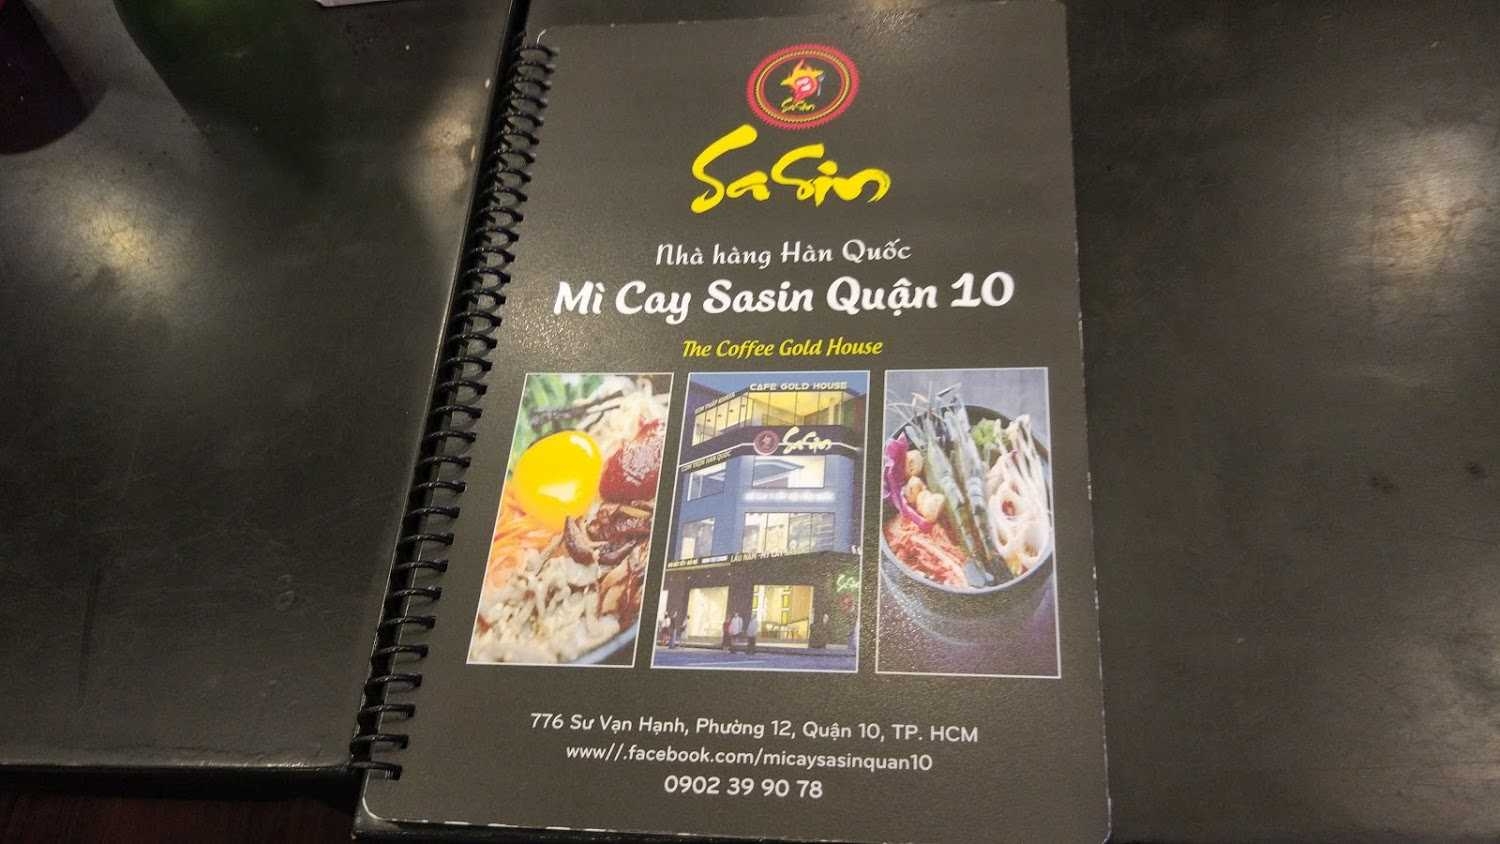 SaSin
SaSin
Nhà hàng Hàn Quốc
Mì Cay Sasin Quận 10
The Coffee Gold House
CAFE GOLD HOUSE
SaSin
776 Sư Vạn Hạnh, Phường 12, Quận 10, TP. HCM
www//.facebook.com/micaysasinquan10
0902 39 90 78